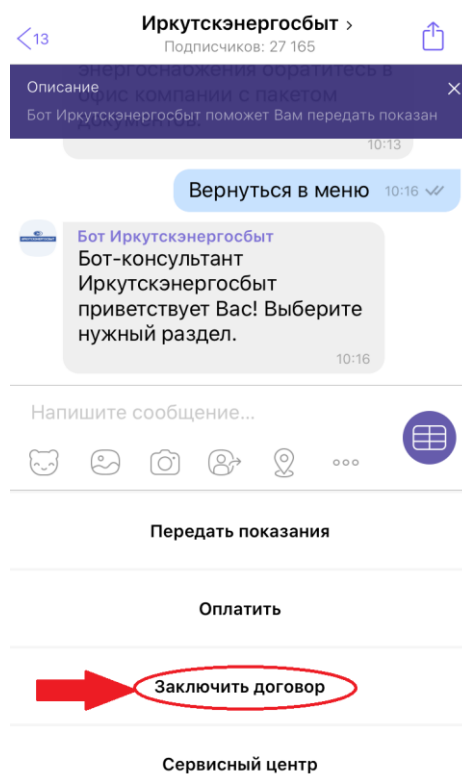 13
Иркутскэнергосбыт >
Подписчиков: 27 165
энергоснабжения обратитесь в
Описание
офис компании с пакетом
Бот Иркутскэнергосбыт поможет Вам передать показан
документов.
10:13
Вернуться в меню 10:16
Бот Иркутскэнергосбыт
Бот-консультант
Иркутскэнергосбыт
приветствует Вас! Выберите
нужный раздел.
10:16
Напишите сообщение...
Передать показания
Оплатить
Заключить договор
Сервисный центр